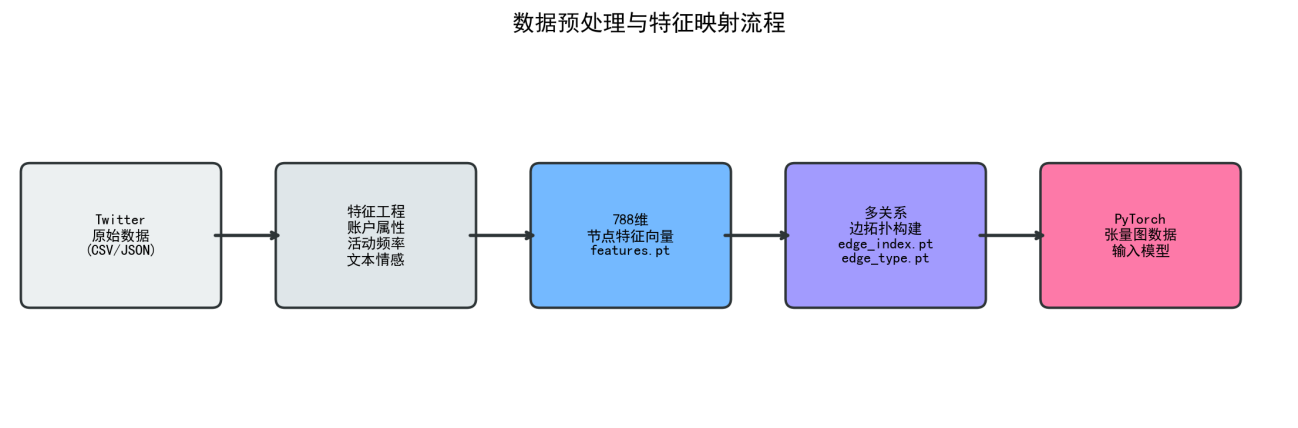 数据预处理与特征映射流程
Twitter
原始数据
(CSV/JSON)
特征工程
账户属性
活动频率
文本情感
788维
节点特征向量
features.pt
多关系
边拓扑构建
edge_index.pt
edge_type.pt
PyTorch
张量图数据
输入模型